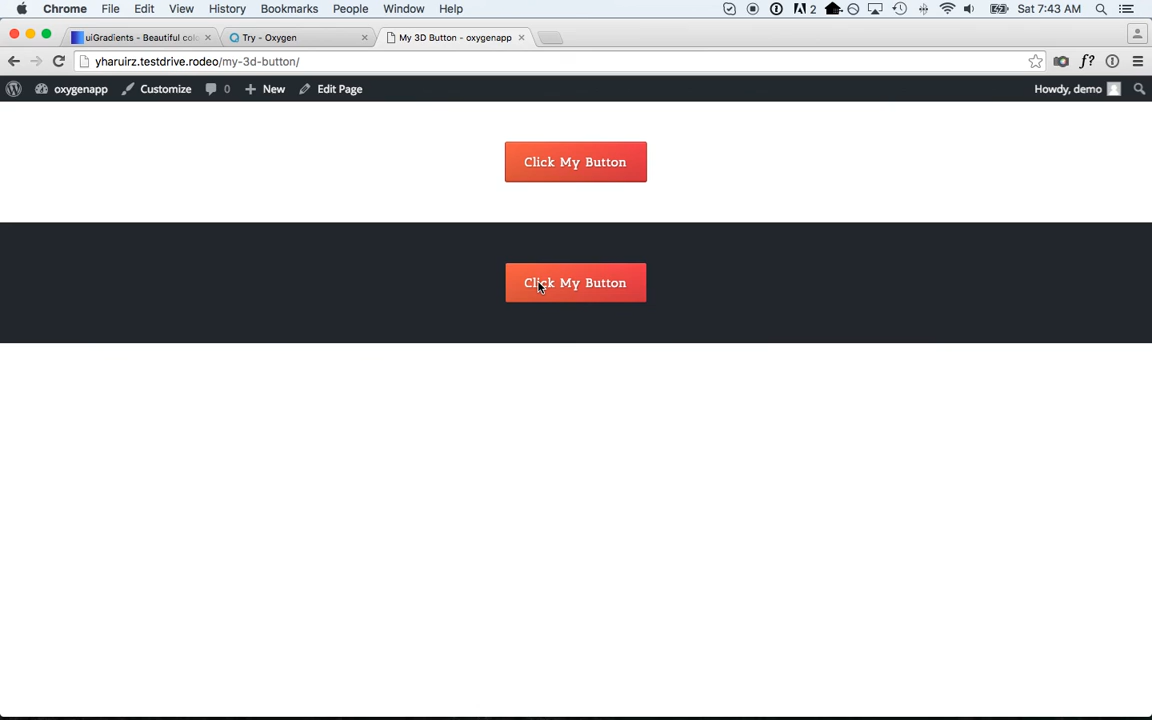 Chrome File Edit View History Bookmarks People Window Help 2 Sat 7:43 AM
uiGradients - Beautiful colo Try - Oxygen My 3D Button - oxygenapp
yharuirz.testdrive.rodeo/my-3d-button/ f?
oxygenapp Customize 0 New Edit Page Howdy, demo
Click My Button
Click My Button